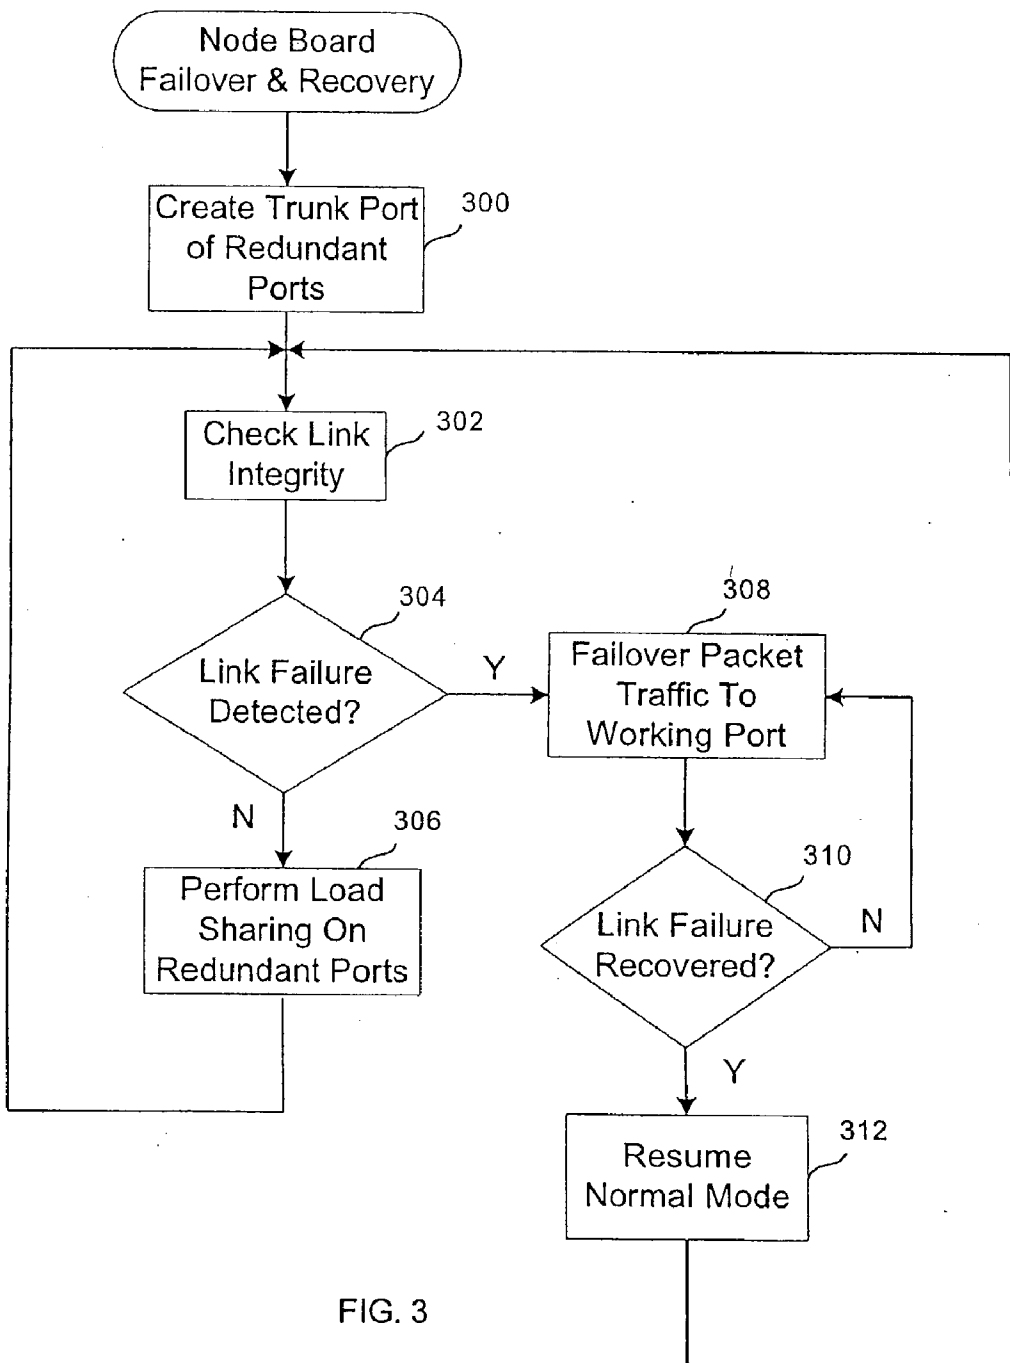 Node Board
Failover & Recovery
Create Trunk Port
of Redundant
Ports
300
Check Link
Integrity
302
Link Failure
Detected?
304
Y
N
Failover Packet
Traffic To
Working Port
308
Perform Load
Sharing On
Redundant Ports
306
Link Failure
Recovered?
310
N
Y
Resume
Normal Mode
312
FIG. 3